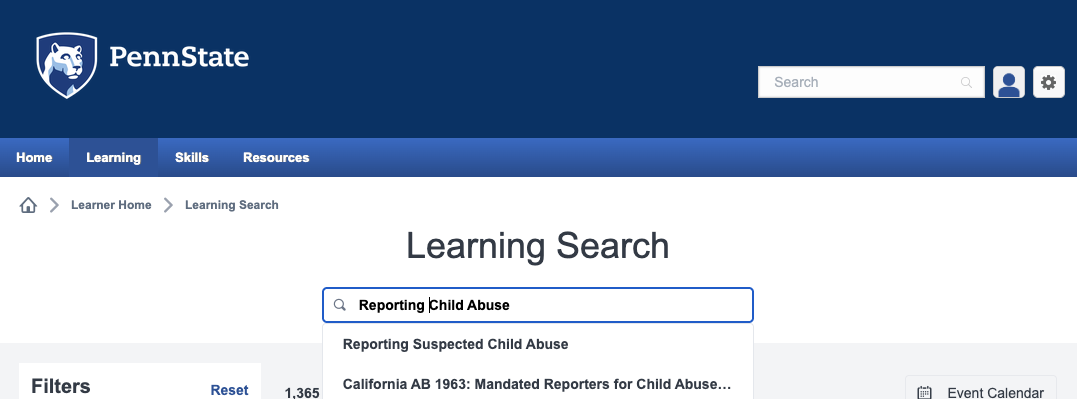 PennState
Search
Home Learning Skills Resources
Learner Home Learning Search
Learning Search
Reporting Child Abuse
Reporting Suspected Child Abuse
California AB 1963: Mandated Reporters for Child Abuse…
Filters Reset 1,365 Event Calendar